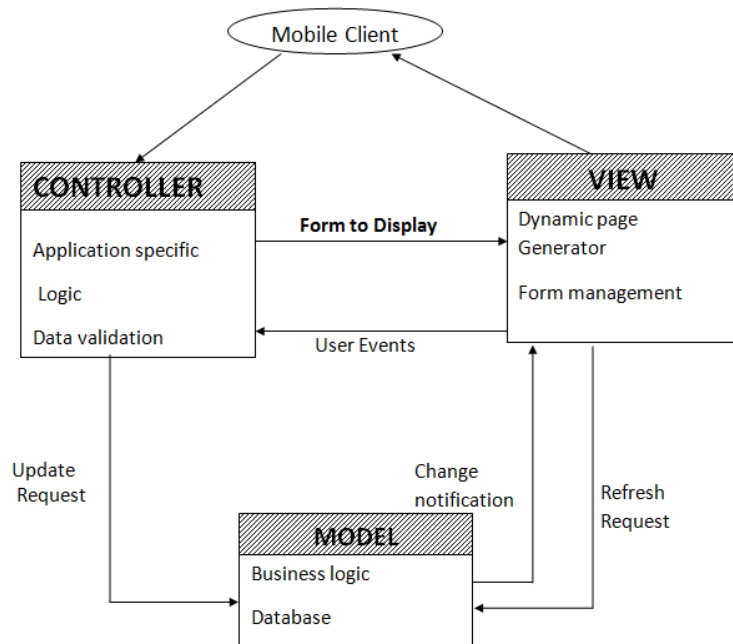 Mobile Client
CONTROLLER
Application specific
Logic
Data validation
Form to Display
User Events
VIEW
Dynamic page
Generator
Form management
Update
Request
Change
notification
Refresh
Request
MODEL
Business logic
Database